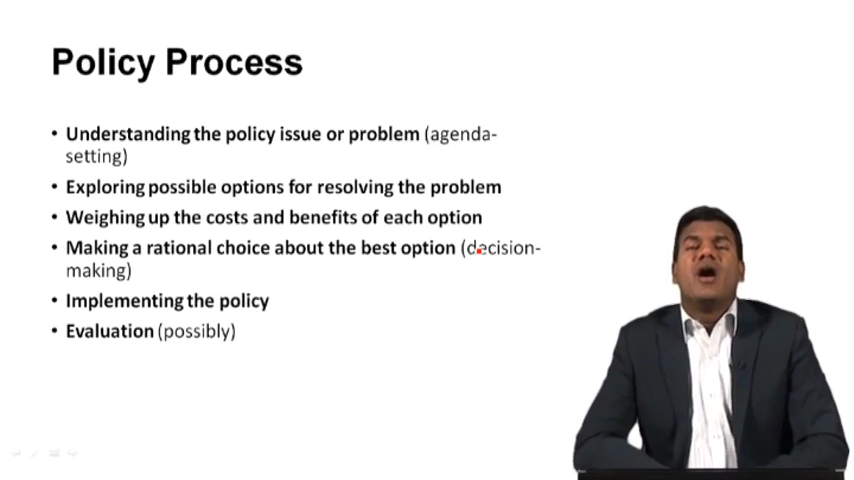 Policy Process
• Understanding the policy issue or problem (agenda-
setting)
• Exploring possible options for resolving the problem
• Weighing up the costs and benefits of each option
• Making a rational choice about the best option (decision-
making)
• Implementing the policy
• Evaluation (possibly)